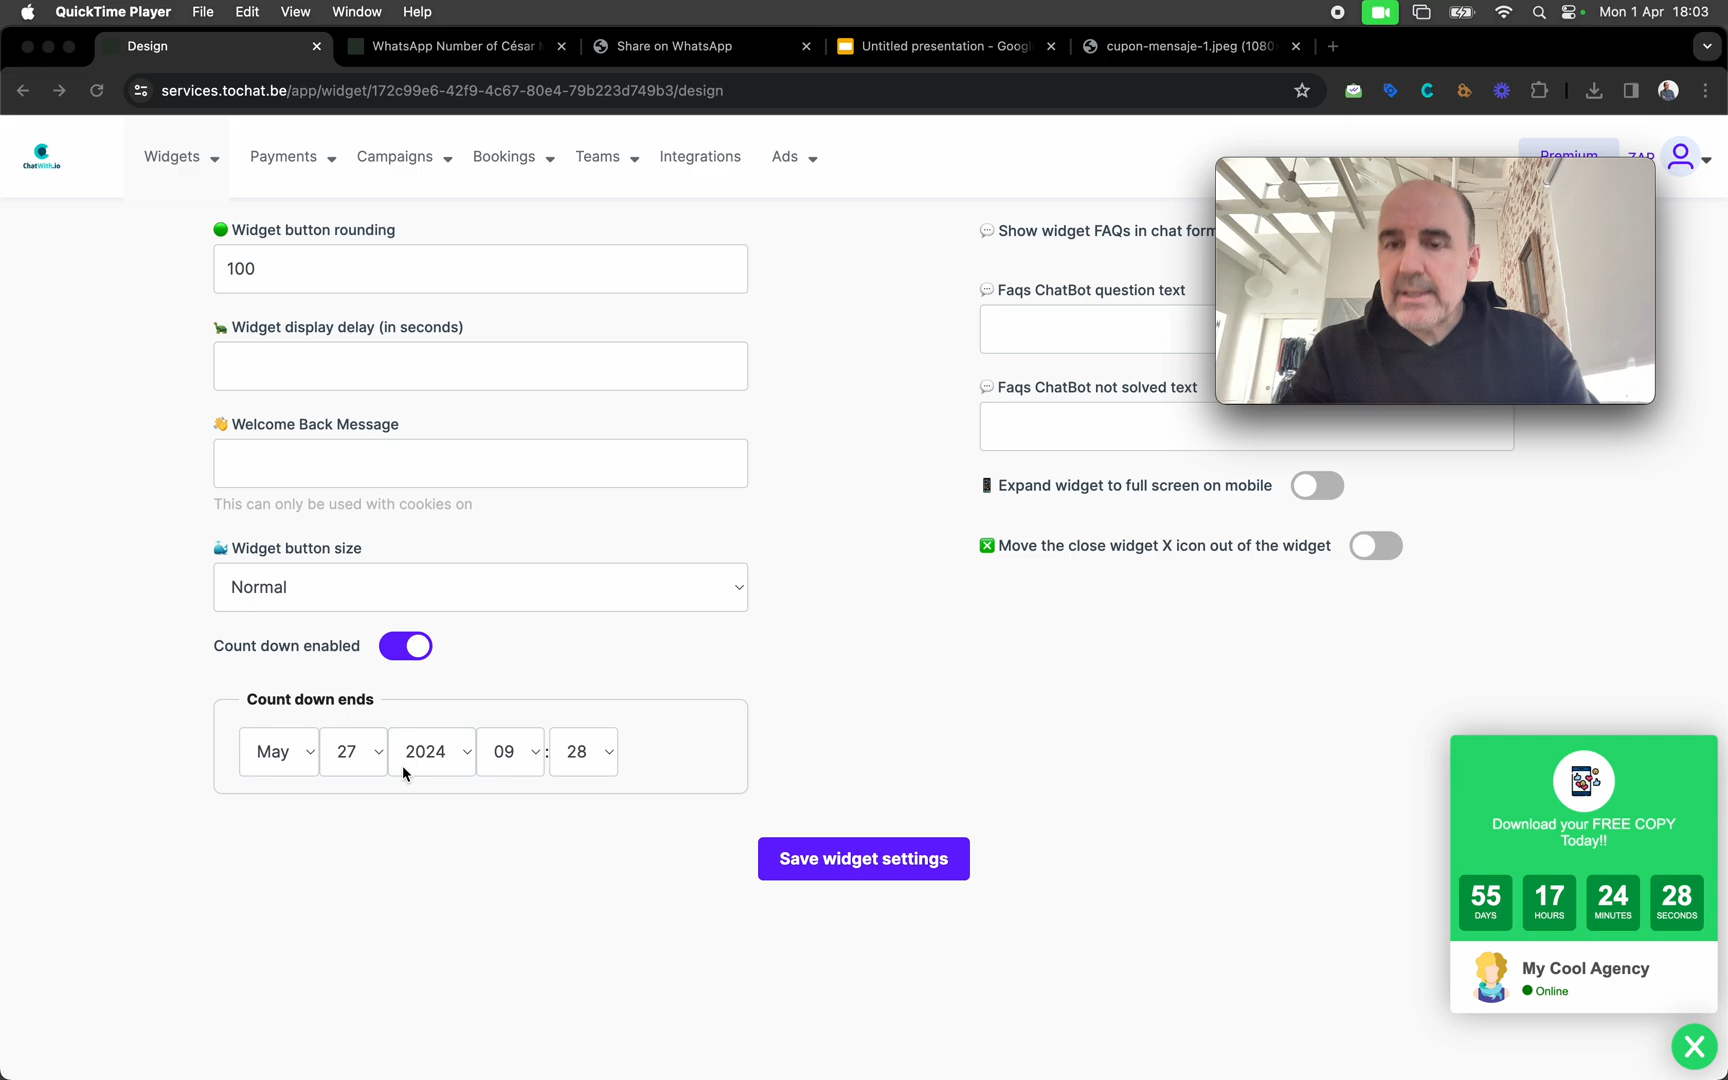 QuickTime Player File Edit View Window Help Mon 1 Apr 18:03
Design WhatsApp Number of César Share on WhatsApp Untitled presentation - Googl cupon-mensaje-1.jpeg (1080
services.tochat.be/app/widget/172c99e6-42f9-4c67-80e4-79b223d749b3/design
ChatWith.io Widgets Payments Campaigns Bookings Teams Integrations Ads Premium ZAP
Widget button rounding
100
Widget display delay (in seconds)
Welcome Back Message
This can only be used with cookies on
Widget button size
Normal
Count down enabled
Count down ends
May 27 2024 09 : 28
Show widget FAQs in chat form
Faqs ChatBot question text
Faqs ChatBot not solved text
Expand widget to full screen on mobile
Move the close widget X icon out of the widget
Save widget settings
Download your FREE COPY
Today!!
55 17 24 28
DAYS HOURS MINUTES SECONDS
My Cool Agency
Online